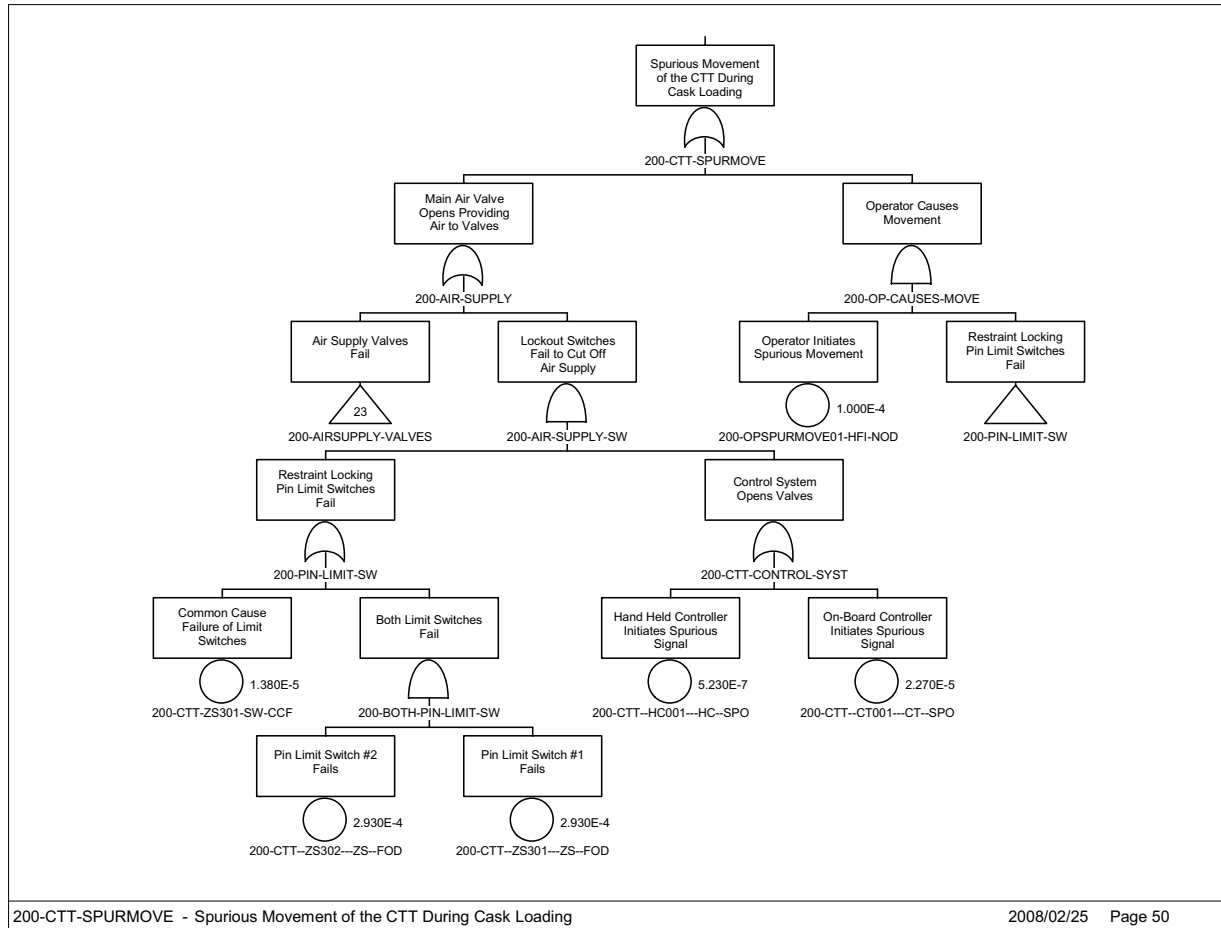 Spurious Movement
of the CTT During
Cask Loading
200-CTT-SPURMOVE
Main Air Valve
Opens Providing
Air to Valves
200-AIR-SUPPLY
Operator Causes
Movement
200-OP-CAUSES-MOVE
Air Supply Valves
Fail
23
200-AIRSUPPLY-VALVES
Lockout Switches
Fail to Cut Off
Air Supply
200-AIR-SUPPLY-SW
Operator Initiates
Spurious Movement
1.000E-4
200-OPSPURMOVE01-HFI-NOD
Restraint Locking
Pin Limit Switches
Fail
200-PIN-LIMIT-SW
Restraint Locking
Pin Limit Switches
Fail
200-PIN-LIMIT-SW
Control System
Opens Valves
200-CTT-CONTROL-SYST
Common Cause
Failure of Limit
Switches
1.380E-5
200-CTT-ZS301-SW-CCF
Both Limit Switches
Fail
200-BOTH-PIN-LIMIT-SW
Hand Held Controller
Initiates Spurious
Signal
5.230E-7
200-CTT--HC001---HC--SPO
On-Board Controller
Initiates Spurious
Signal
2.270E-5
200-CTT--CT001---CT--SPO
Pin Limit Switch #2
Fails
2.930E-4
200-CTT--ZS302---ZS--FOD
Pin Limit Switch #1
Fails
2.930E-4
200-CTT--ZS301---ZS--FOD
200-CTT-SPURMOVE - Spurious Movement of the CTT During Cask Loading
2008/02/25 Page 50